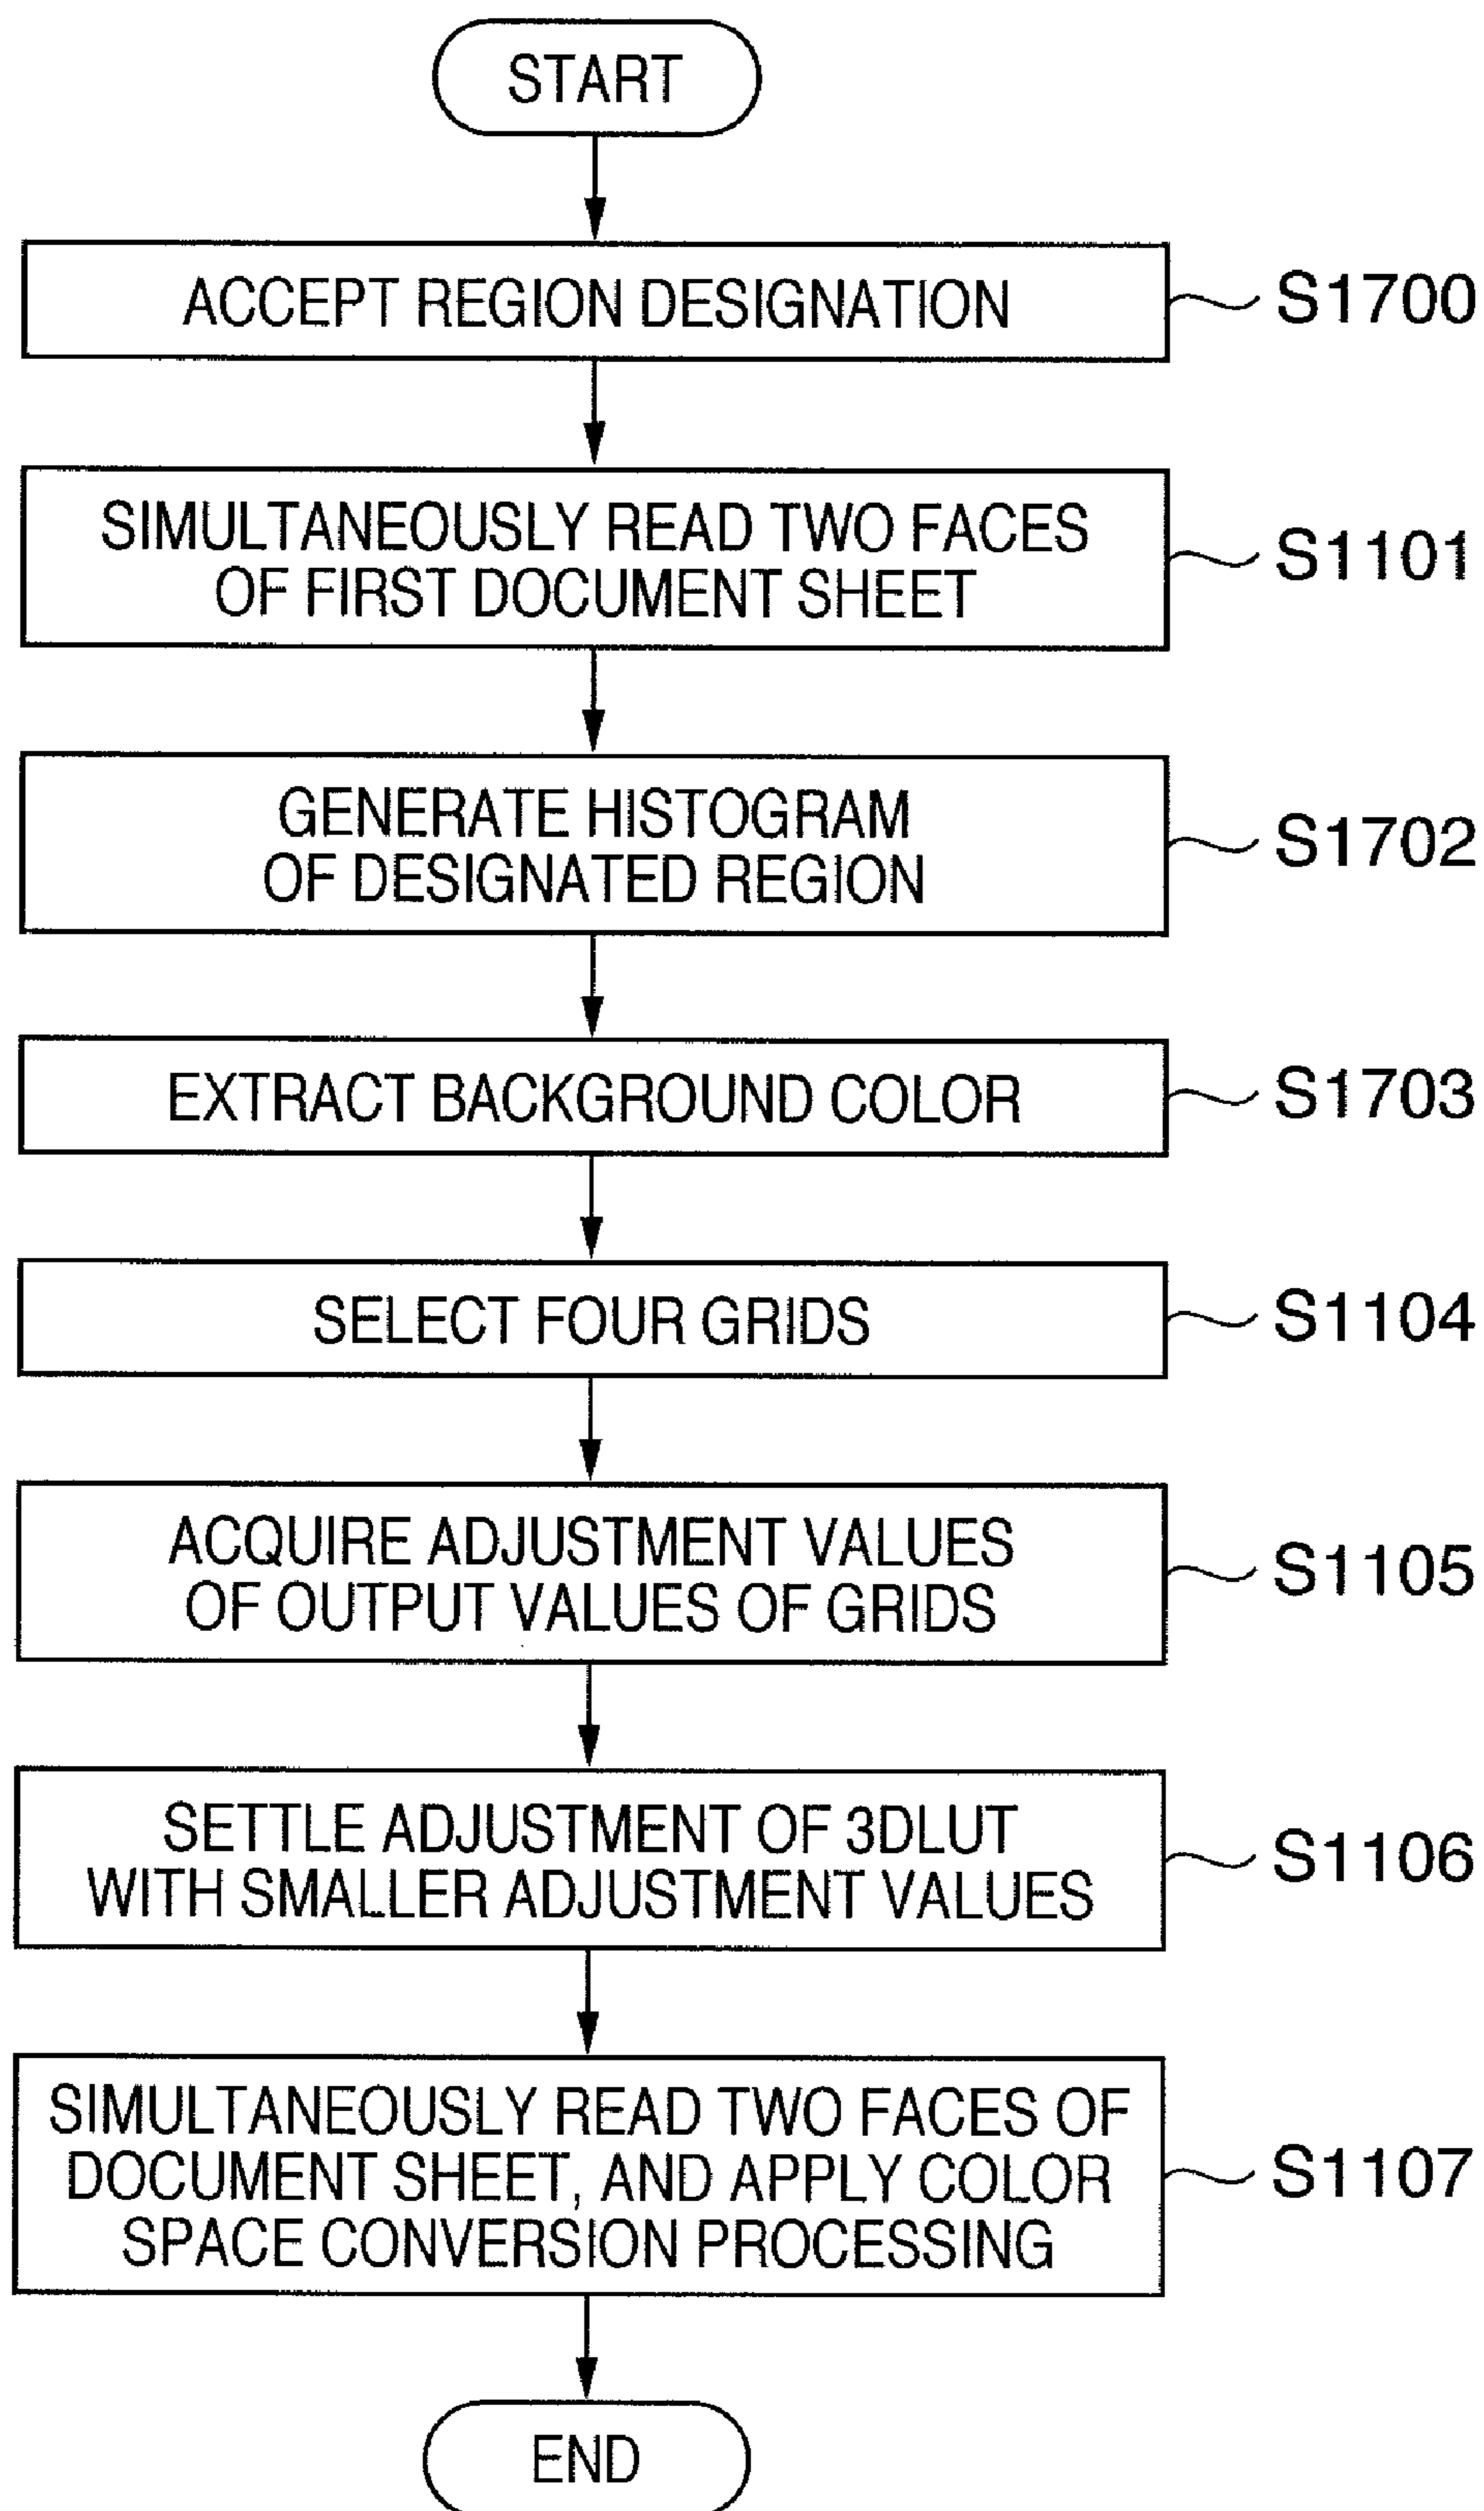 START
ACCEPT REGION DESIGNATION
S1700
SIMULTANEOUSLY READ TWO FACES
OF FIRST DOCUMENT SHEET
S1101
GENERATE HISTOGRAM
OF DESIGNATED REGION
S1702
EXTRACT BACKGROUND COLOR
S1703
SELECT FOUR GRIDS
S1104
ACQUIRE ADJUSTMENT VALUES
OF OUTPUT VALUES OF GRIDS
S1105
SETTLE ADJUSTMENT OF 3DLUT
WITH SMALLER ADJUSTMENT VALUES
S1106
SIMULTANEOUSLY READ TWO FACES OF
DOCUMENT SHEET, AND APPLY COLOR
SPACE CONVERSION PROCESSING
S1107
END